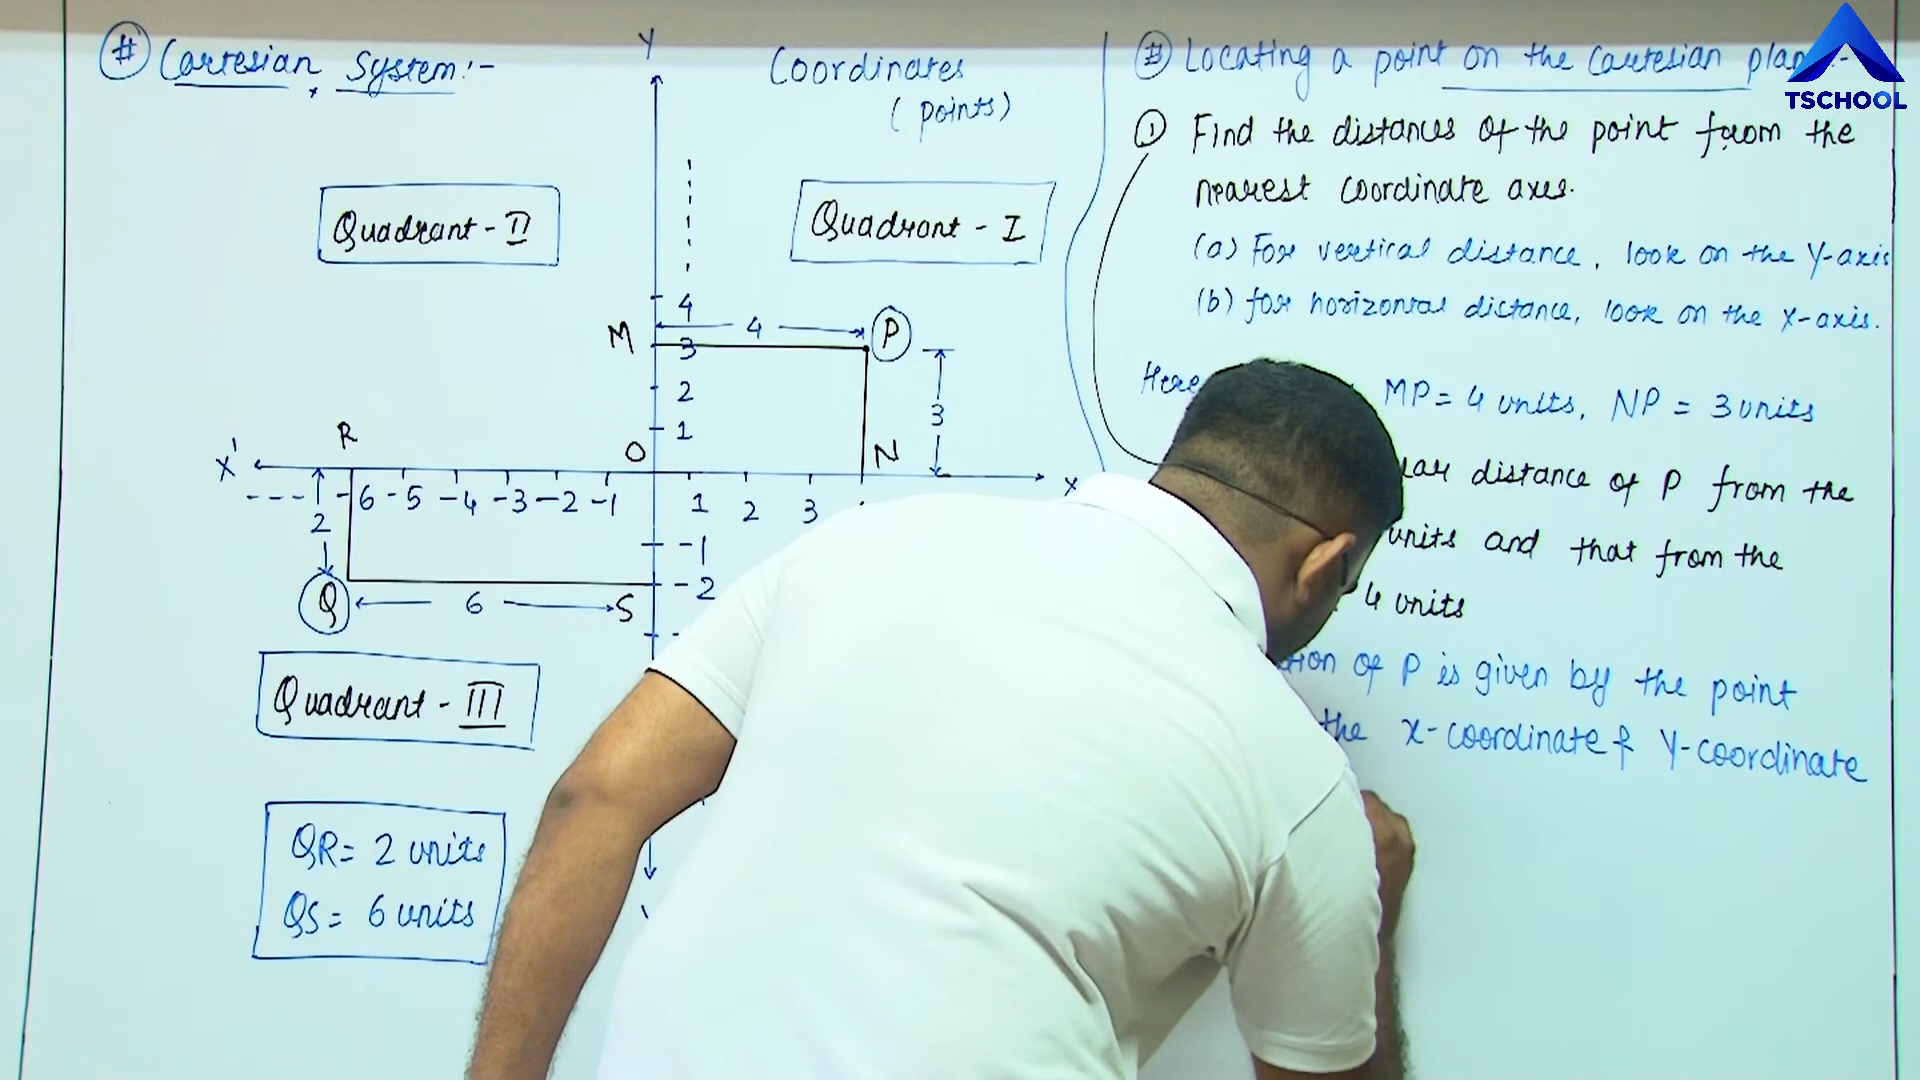 # Cartesian System:-
Y
Coordinates
(points)
Quadrant - II
Quadrant - I
4
M
4
P
3
2
3
1
R
O
N
X'
X
--- -6 -5 -4 -3 -2 -1 1 2 3
2
-1
-2
Q
6
S
Quadrant - III
QR = 2 units
QS = 6 units
# Locating a point on the Cartesian plane:-
TSCHOOL
① Find the distances of the point from the
nearest coordinate axes.
(a) For vertical distance, look on the Y-axis
(b) for horizontal distance, look on the X-axis.
Here MP = 4 units, NP = 3 units
distance of P from the
units and that from the
4 units
of P is given by the point
the x-coordinate & Y-coordinate